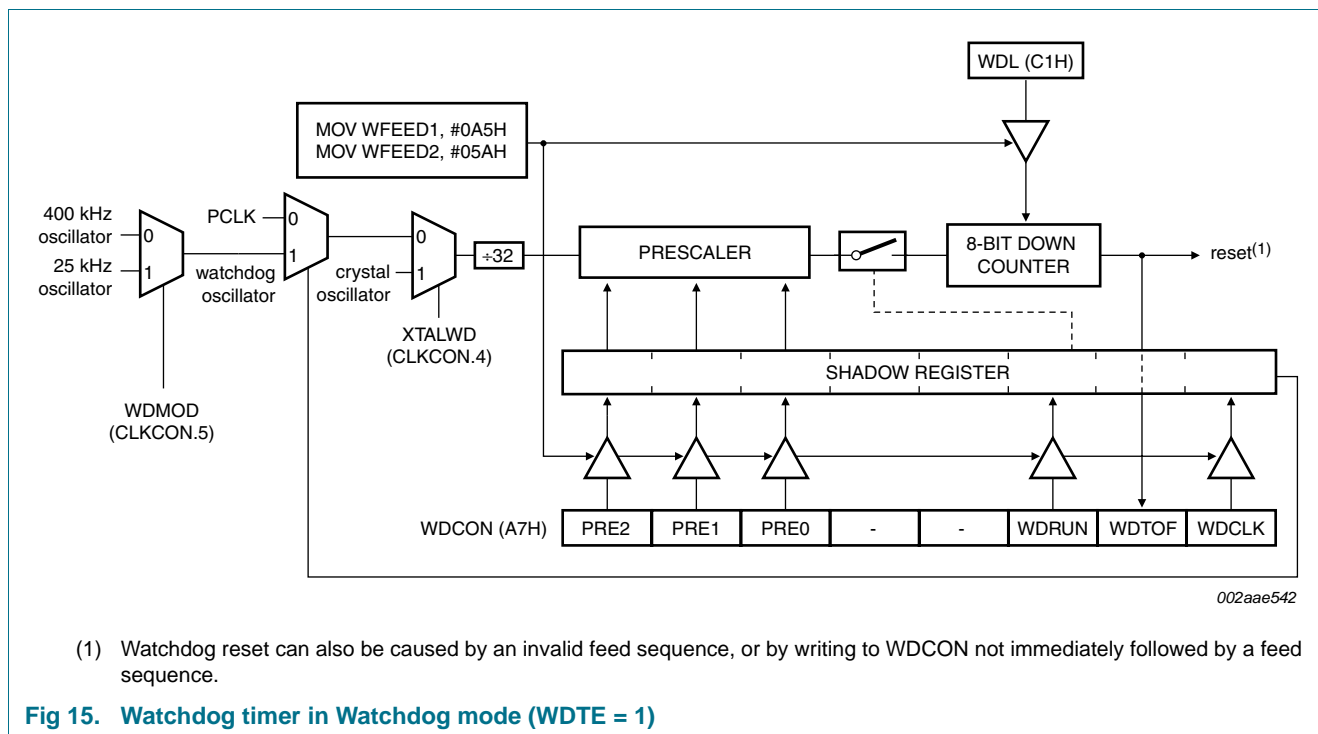 WDL (C1H)
MOV WFEED1, #0A5H
MOV WFEED2, #05AH
400 kHz
oscillator
25 kHz
oscillator
0
1
PCLK
0
1
watchdog
oscillator
crystal
oscillator
0
1
÷32
PRESCALER
8-BIT DOWN
COUNTER
reset(1)
XTALWD
(CLKCON.4)
WDMOD
(CLKCON.5)
SHADOW REGISTER
WDCON (A7H)
PRE2
PRE1
PRE0
-
-
WDRUN
WDTOF
WDCLK
002aae542
(1) Watchdog reset can also be caused by an invalid feed sequence, or by writing to WDCON not immediately followed by a feed
sequence.
Fig 15. Watchdog timer in Watchdog mode (WDTE = 1)